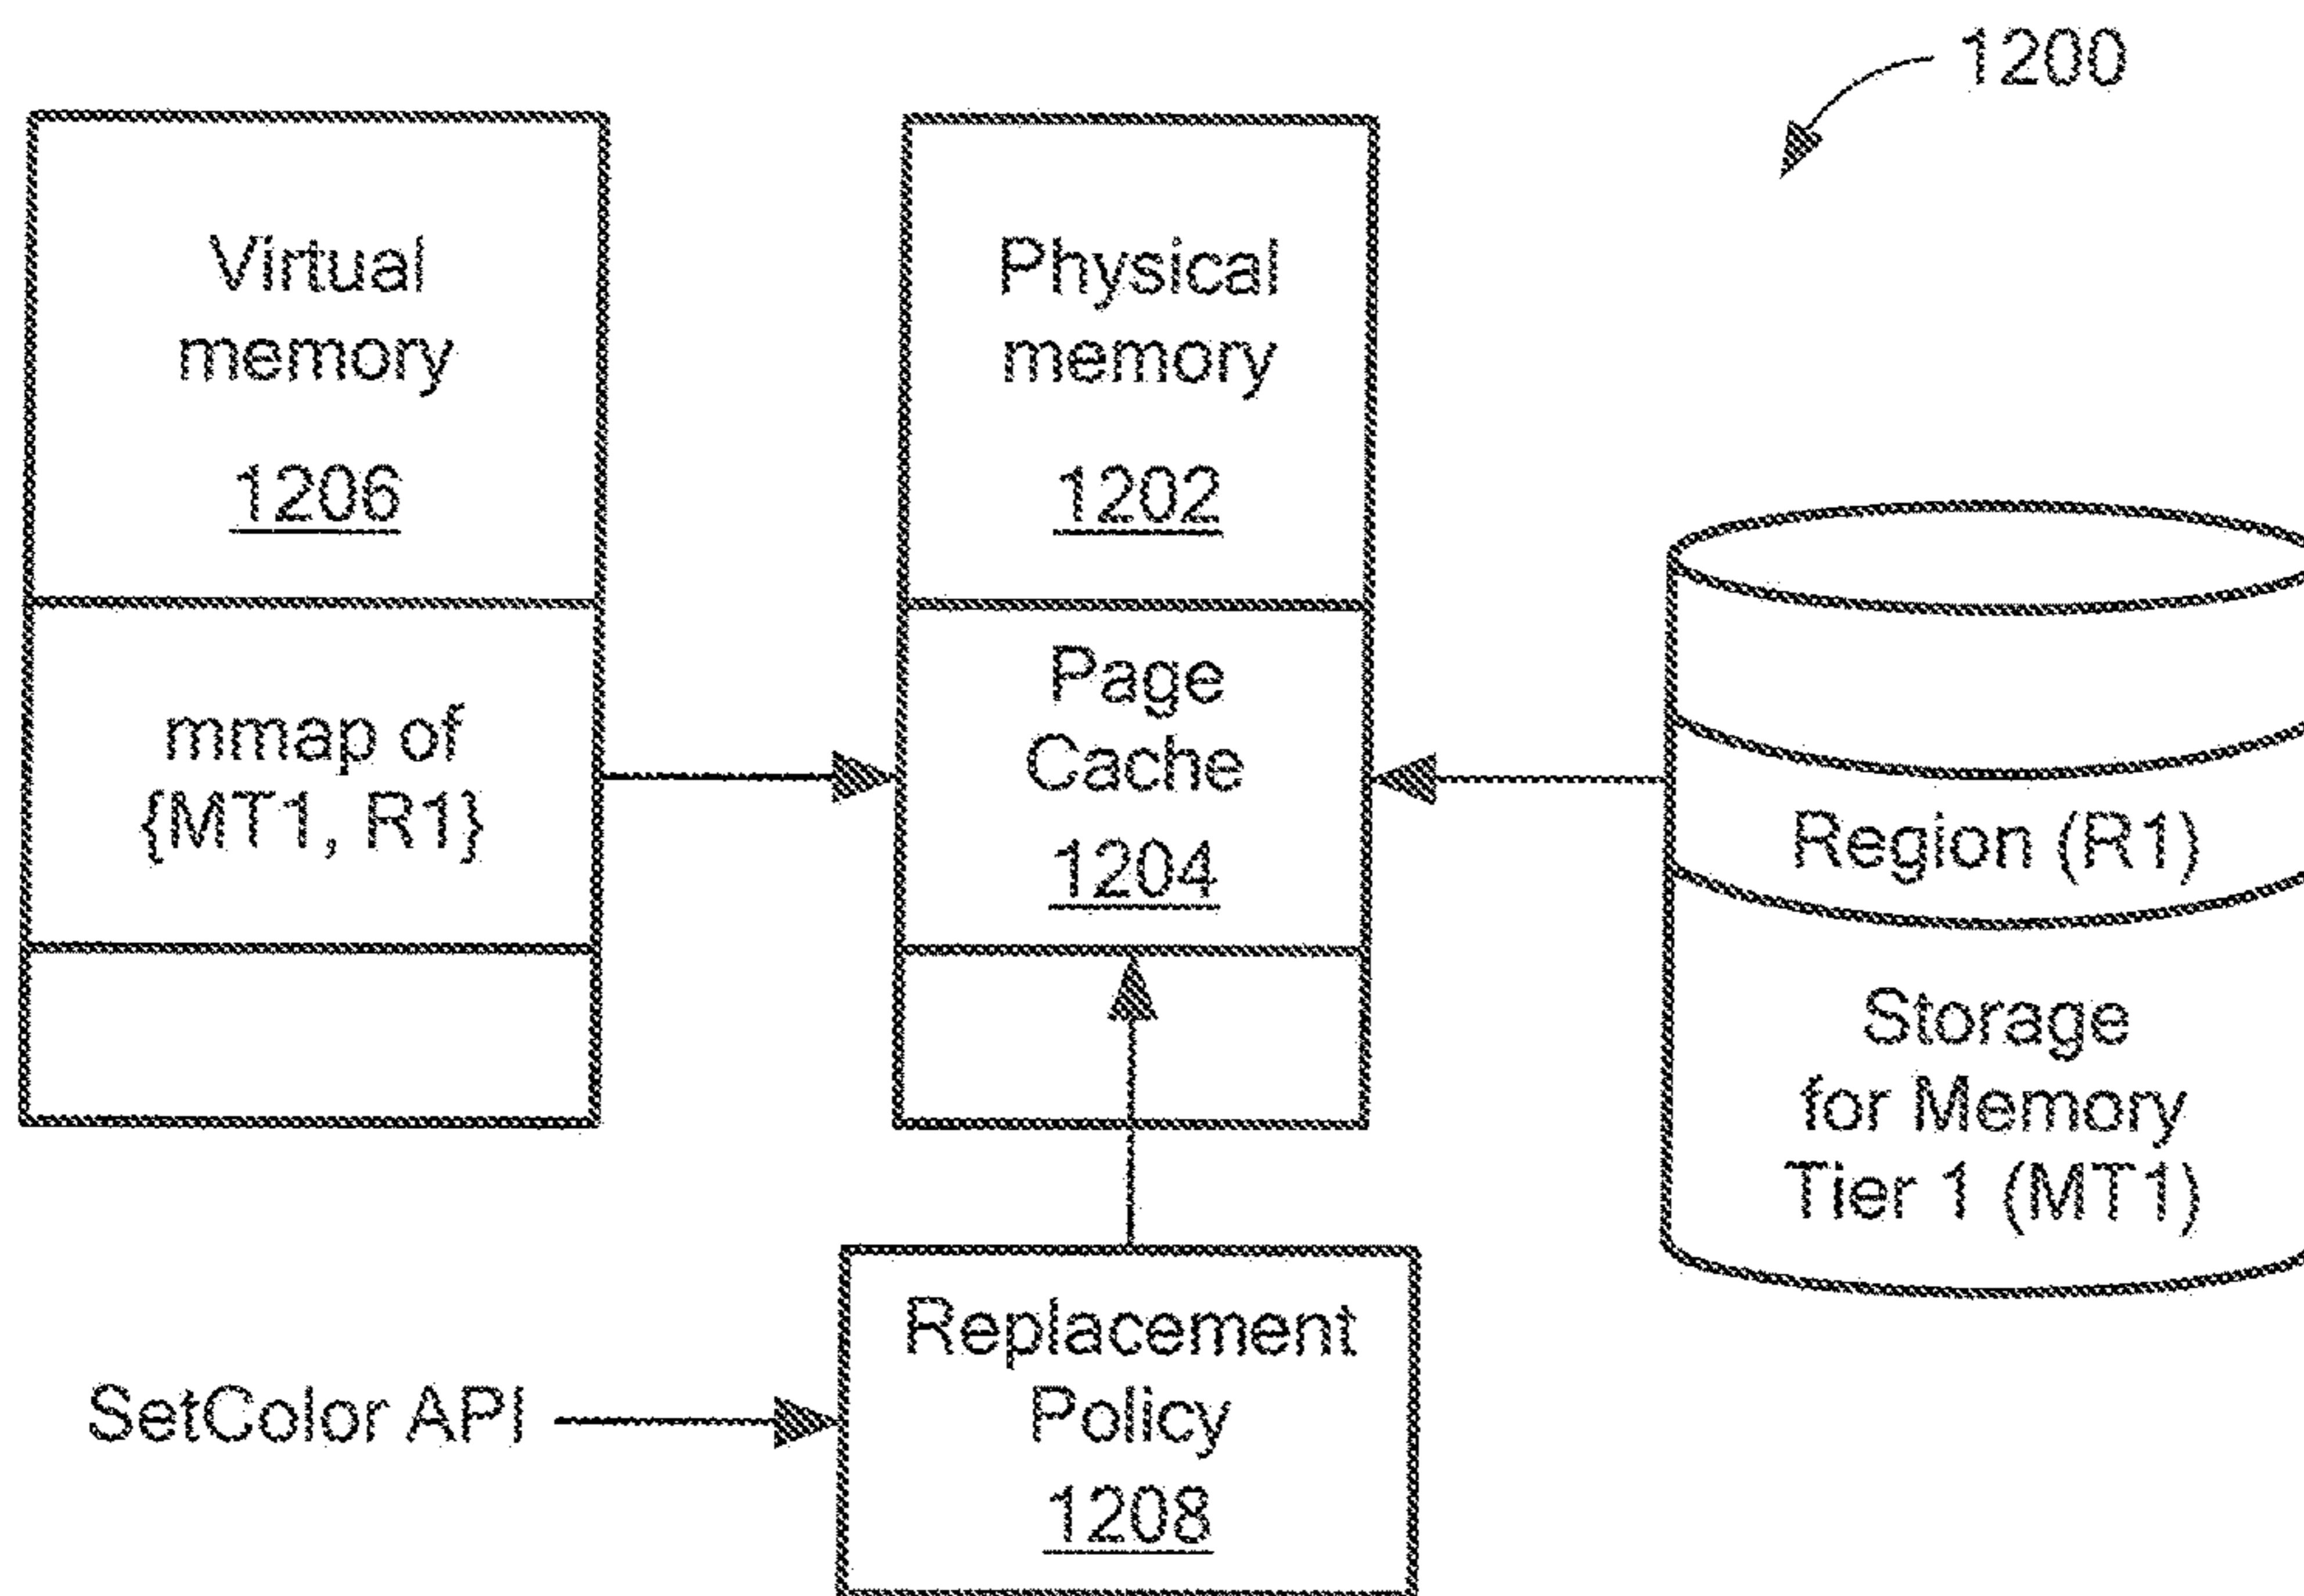 1200
Virtual
memory
1206
mmap of
{MT1, R1}
Physical
memory
1202
Page
Cache
1204
Region (R1)
Storage
for Memory
Tier 1 (MT1)
SetColor API
Replacement
Policy
1208